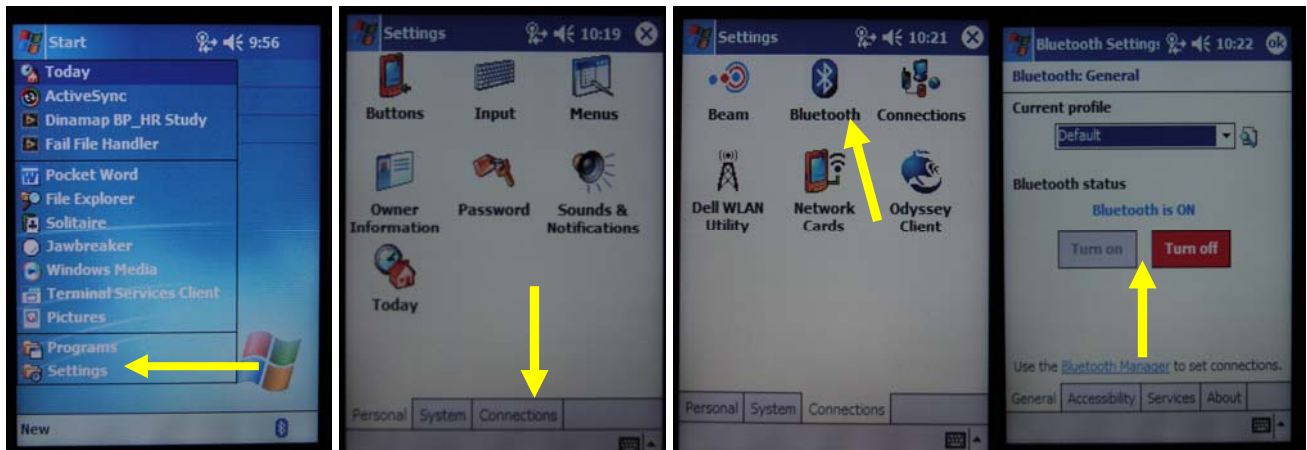 Start 9:56
Today
ActiveSync
Dinamap BP_HR Study
Fail File Handler
Pocket Word
File Explorer
Solitaire
Jawbreaker
Windows Media
Terminal Services Client
Pictures
Programs
Settings
New
Settings 10:19
Buttons Input Menus
Owner Information Password Sounds & Notifications
Today
Personal System Connections
Settings 10:21
Beam Bluetooth Connections
Dell WLAN Utility Network Cards Odyssey Client
Personal System Connections
Bluetooth Settings 10:22 ok
Bluetooth: General
Current profile
Default
Bluetooth status
Bluetooth is ON
Turn on Turn off
Use the Bluetooth Manager to set connections.
General Accessibility Services About